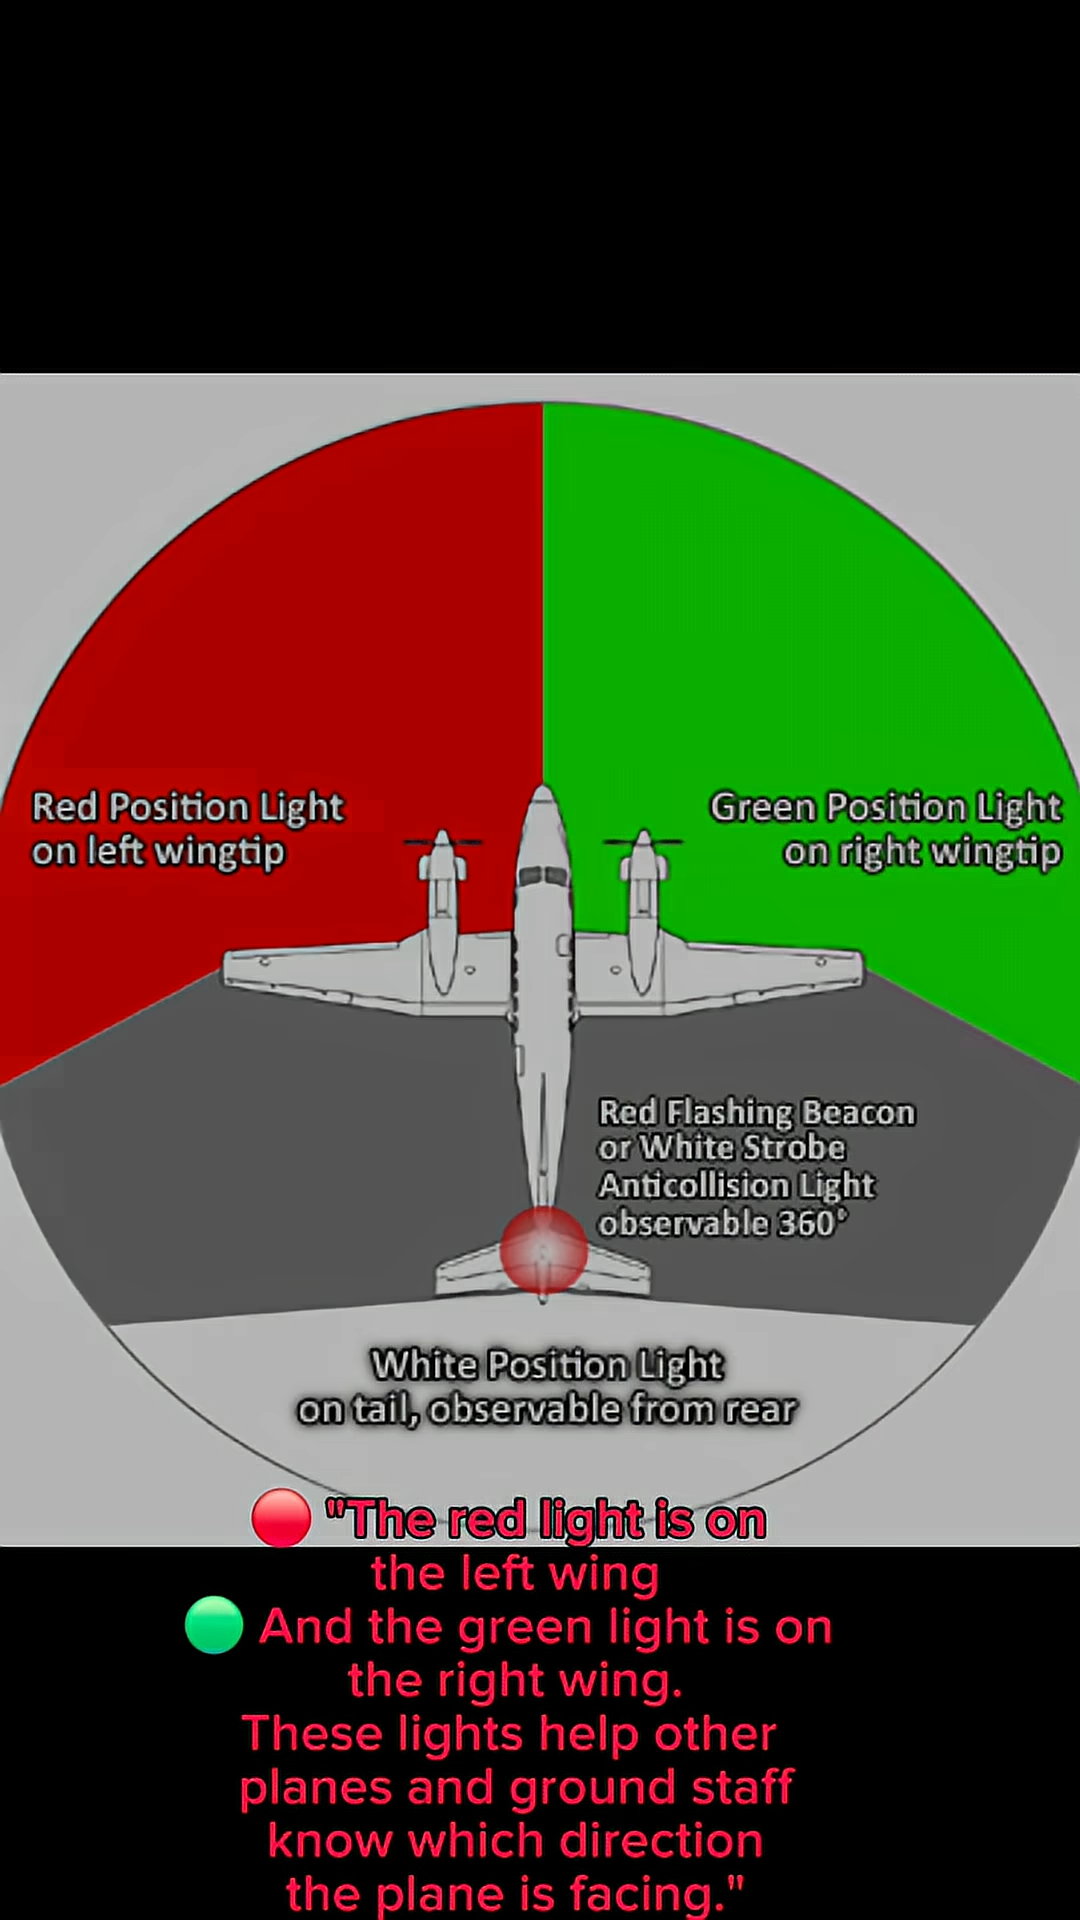 Red Position Light
on left wingtip
Green Position Light
on right wingtip
Red Flashing Beacon
or White Strobe
Anticollision Light
observable 360°
White Position Light
on tail, observable from rear
🔴 "The red light is on
the left wing
🟢 And the green light is on
the right wing.
These lights help other
planes and ground staff
know which direction
the plane is facing."